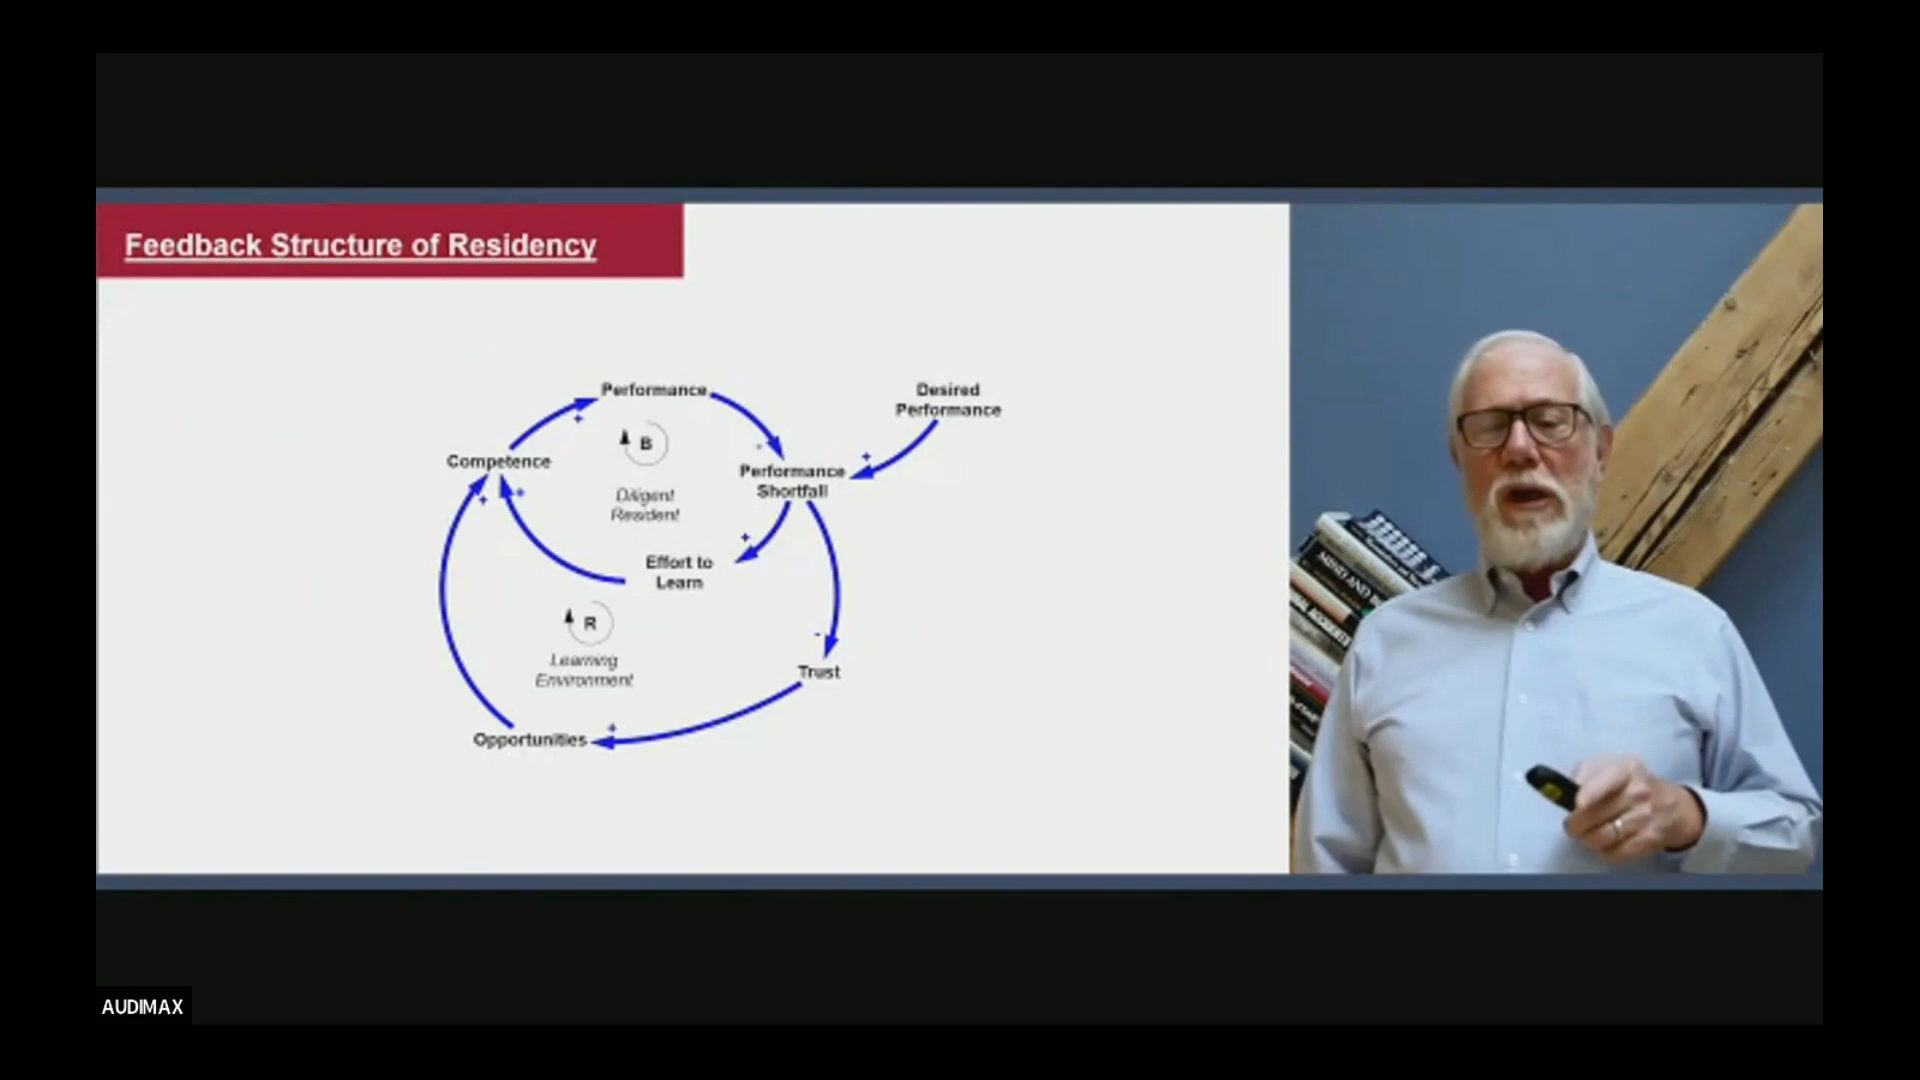 Feedback Structure of Residency
Performance
Desired
Performance
+
B
-
+
Competence
Performance
Shortfall
+
+
Diligent
Resident
+
Effort to
Learn
R
-
Learning
Environment
Trust
+
Opportunities
AUDIMAX